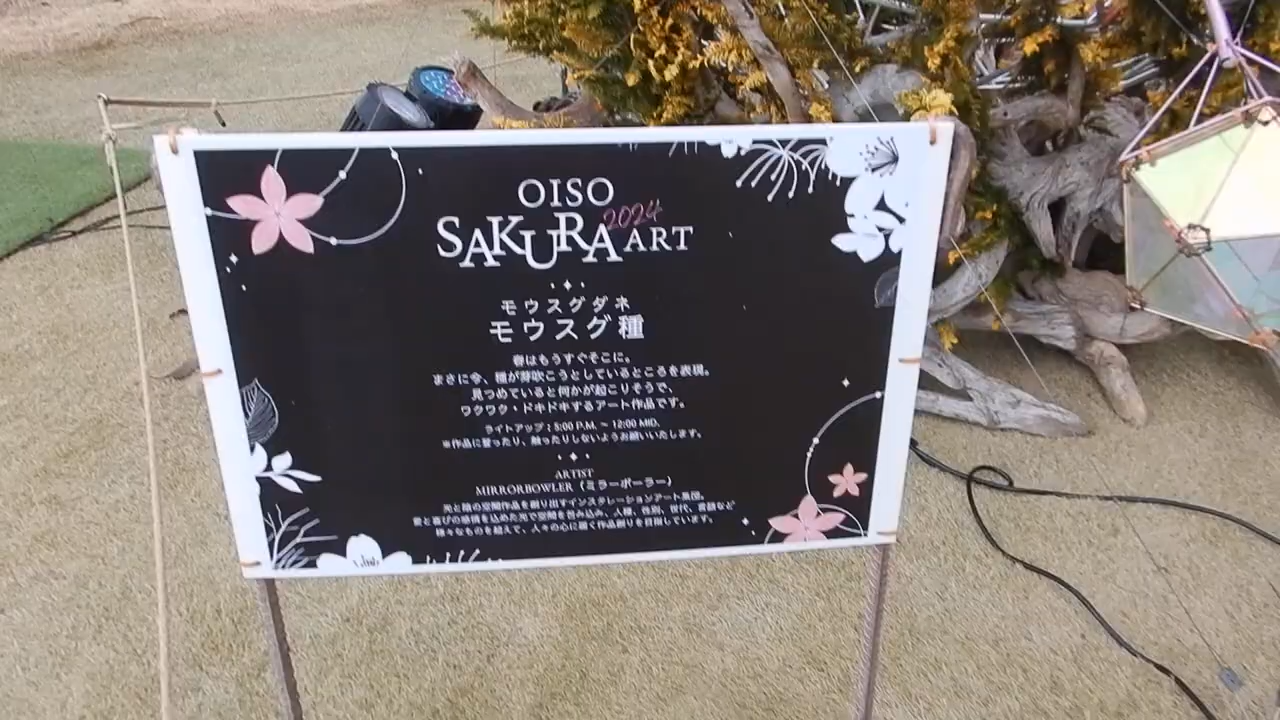 OISO
SAKURA 2024 ART
モウスグダネ
モウスグ種
春はもうすぐそこに。
まさに今、種が芽吹こうとしているところを表現。
見つめていると何かが起こりそうで、
ワクワク・ドキドキするアート作品です。
ライトアップ：5:00 P.M. ~ 12:00 MID.
※作品に登ったり、触ったりしないようお願いいたします。
ARTIST
MIRRORBOWLER（ミラーボーラー）
光と陰の空間作品を創り出すインスタレーションアート集団。
愛と喜びの感情を込めた光で空間を包み込み、人種、性別、世代、言語など
様々なものを超えて、人々の心に届く作品創りを目指しています。